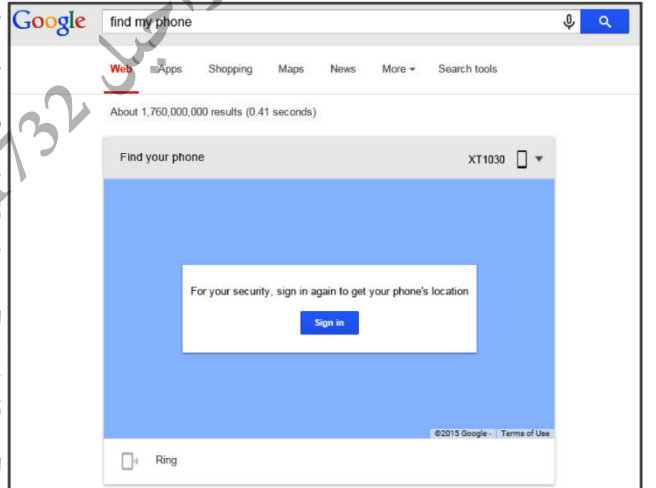 Google find my phone
Web Apps Shopping Maps News More Search tools
About 1,760,000,000 results (0.41 seconds)
Find your phone XT1030
For your security, sign in again to get your phone's location
Sign in
©2015 Google - Terms of Use
Ring
732